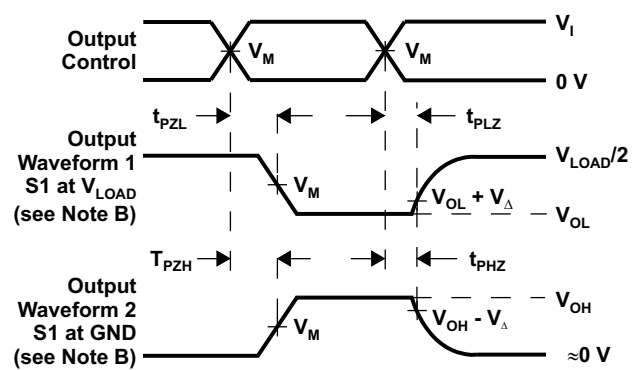 Output
Control
V_M
V_M
V_I
0 V
t_PZL
t_PLZ
Output
Waveform 1
S1 at V_LOAD
(see Note B)
V_M
V_LOAD/2
V_OL + V_Δ
V_OL
T_PZH
t_PHZ
Output
Waveform 2
S1 at GND
(see Note B)
V_M
V_OH
V_OH - V_Δ
≈0 V